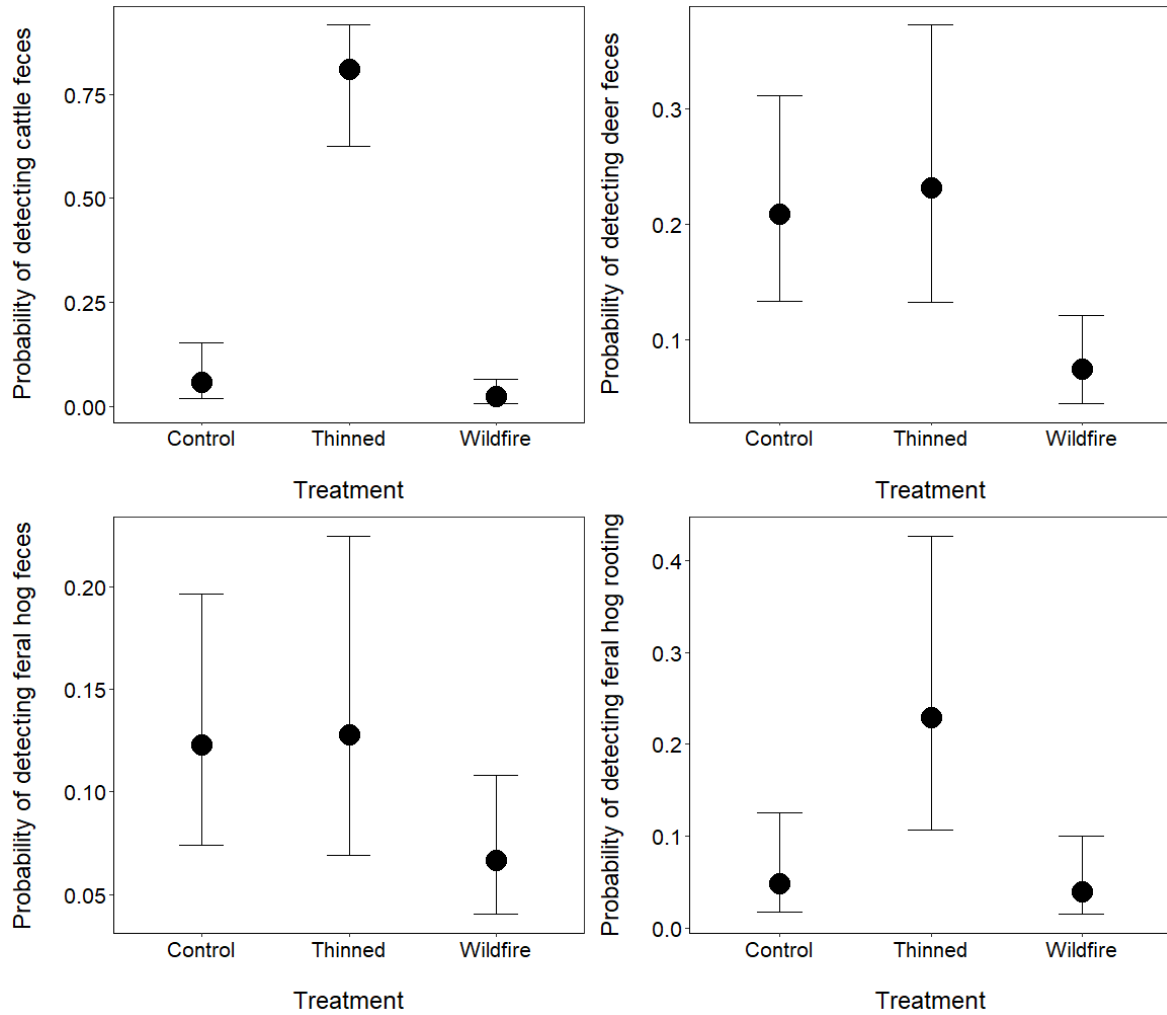 Probability of detecting cattle feces
0.75
0.50
0.25
0.00
Control Thinned Wildfire
Treatment
Probability of detecting deer feces
0.3
0.2
0.1
Control Thinned Wildfire
Treatment
Probability of detecting feral hog feces
0.20
0.15
0.10
0.05
Control Thinned Wildfire
Treatment
Probability of detecting feral hog rooting
0.4
0.3
0.2
0.1
0.0
Control Thinned Wildfire
Treatment